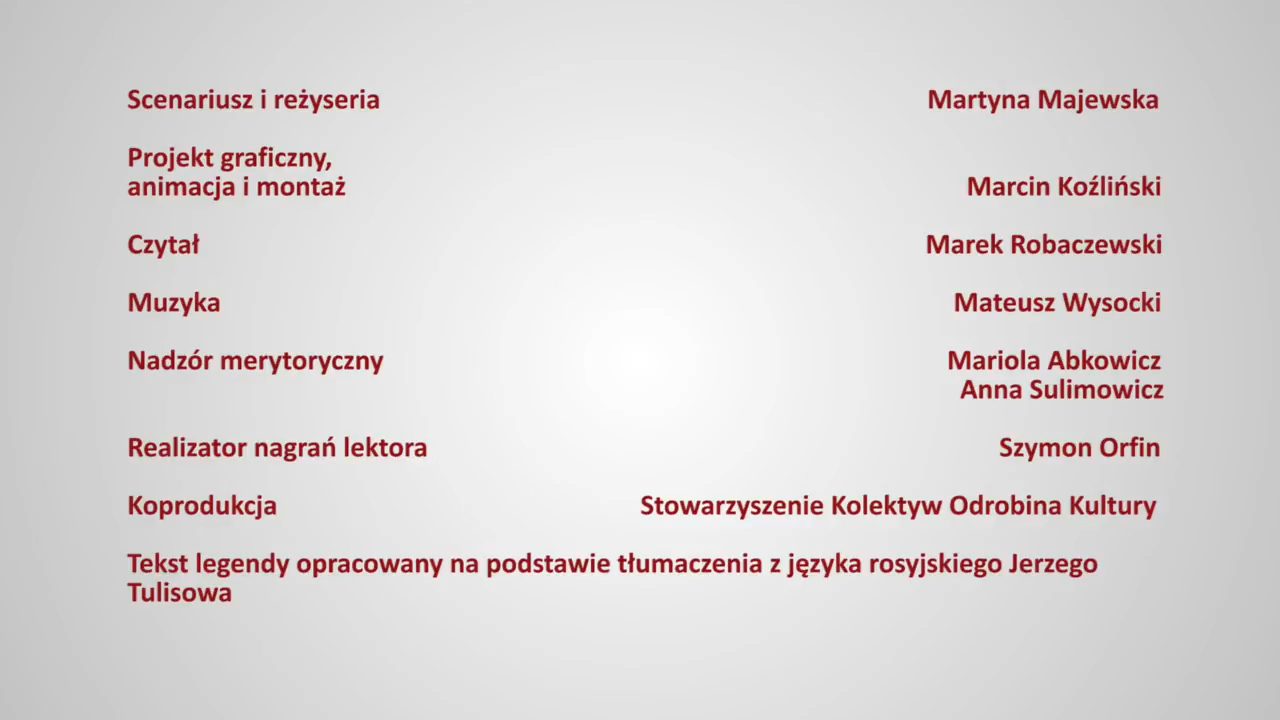 Scenariusz i reżyseria Martyna Majewska
Projekt graficzny,
animacja i montaż Marcin Koźliński
Czytał Marek Robaczewski
Muzyka Mateusz Wysocki
Nadzór merytoryczny Mariola Abkowicz
Anna Sulimowicz
Realizator nagrań lektora Szymon Orfin
Koprodukcja Stowarzyszenie Kolektyw Odrobina Kultury
Tekst legendy opracowany na podstawie tłumaczenia z języka rosyjskiego Jerzego
Tulisowa